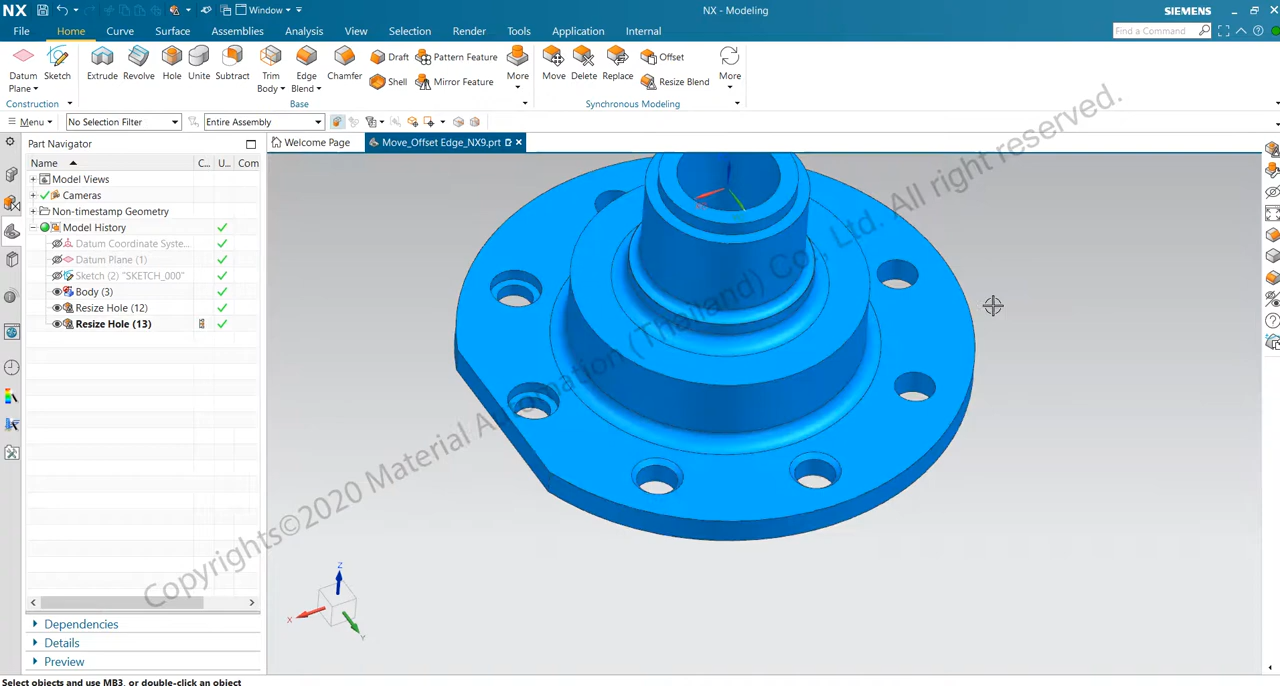 NX
Window
NX - Modeling
SIEMENS
File Home Curve Surface Assemblies Analysis View Selection Render Tools Application Internal
Find a Command
Datum Plane
Sketch
Extrude
Revolve
Hole
Unite
Subtract
Trim Body
Edge Blend
Chamfer
Draft
Shell
Pattern Feature
Mirror Feature
More
Move
Delete
Replace
Offset
Resize Blend
More
Construction
Base
Synchronous Modeling
Menu
No Selection Filter
Entire Assembly
Part Navigator
Welcome Page
Move_Offset Edge_NX9.prt
Name C... U... Com
Model Views
Cameras
Non-timestamp Geometry
Model History
Datum Coordinate Syste...
Datum Plane (1)
Sketch (2) "SKETCH_000"
Body (3)
Resize Hole (12)
Resize Hole (13)
Copyrights©2020 Material Automation (Thailand) Co., Ltd. All right reserved.
Z
X
Y
Dependencies
Details
Preview
Select objects and use MB3, or double-click an object